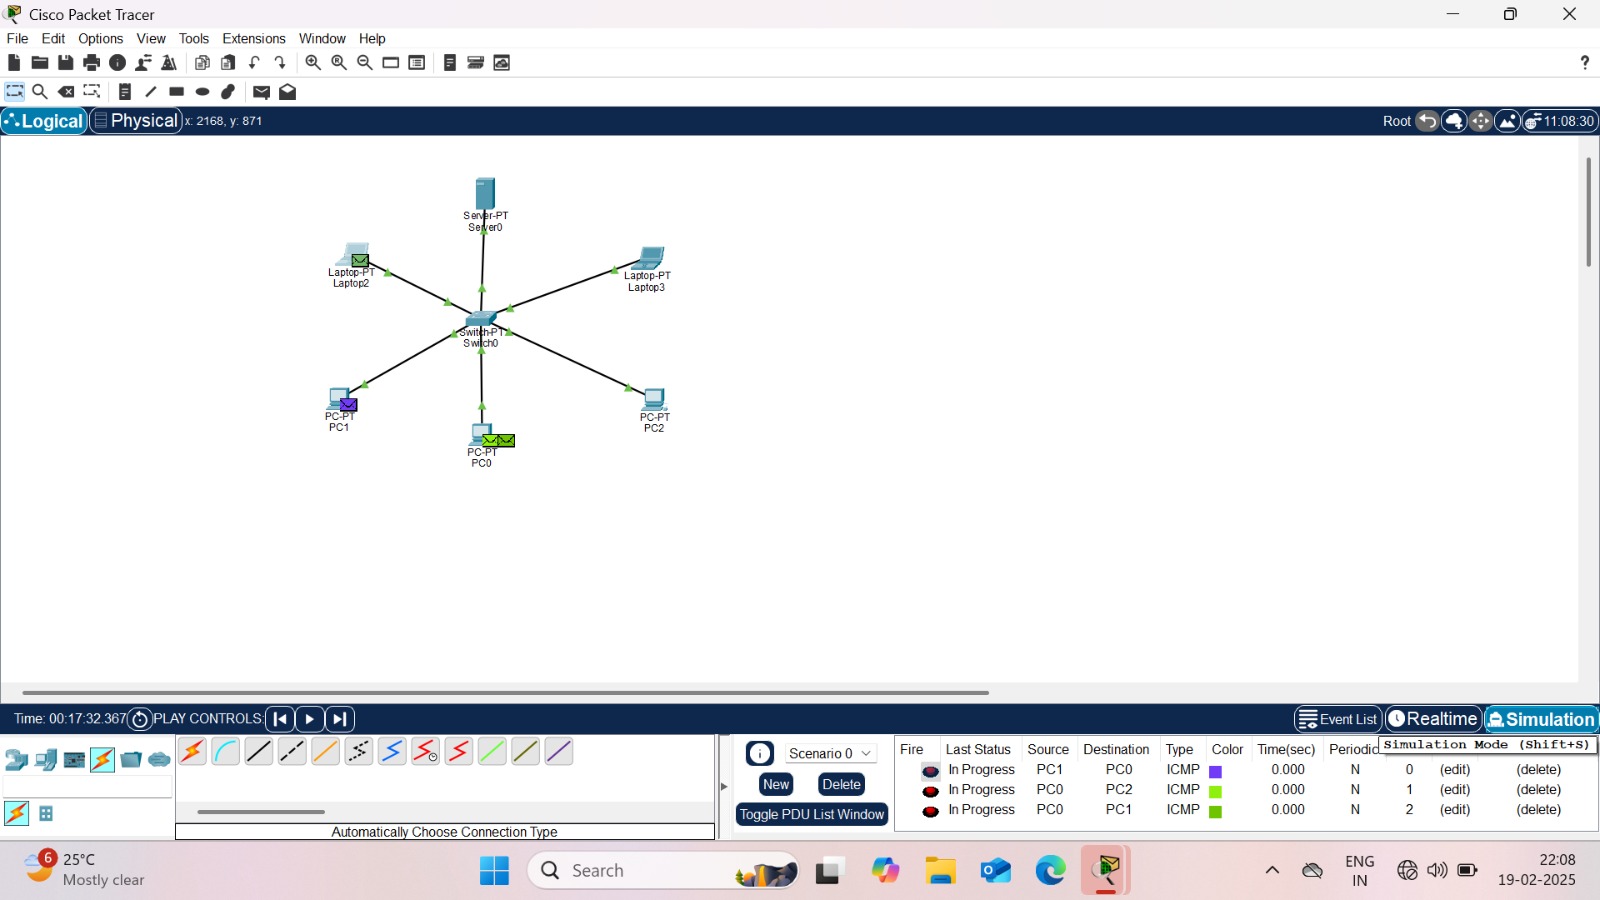 Cisco Packet Tracer
File Edit Options View Tools Extensions Window Help
?
Logical Physical x: 2168, y: 871 Root 11:08:30
Server-PT
Server0
Laptop-PT
Laptop2
Laptop-PT
Laptop3
Switch-PT
Switch0
PC-PT
PC1
PC-PT
PC2
PC-PT
PC0
Time: 00:17:32.367 PLAY CONTROLS: Event List Realtime Simulation
Simulation Mode (Shift+S)
Scenario 0
New Delete
Toggle PDU List Window
Fire Last Status Source Destination Type Color Time(sec) Periodic
In Progress PC1 PC0 ICMP 0.000 N 0 (edit) (delete)
In Progress PC0 PC2 ICMP 0.000 N 1 (edit) (delete)
In Progress PC0 PC1 ICMP 0.000 N 2 (edit) (delete)
Automatically Choose Connection Type
6 25°C
Mostly clear
Search
ENG
IN
22:08
19-02-2025